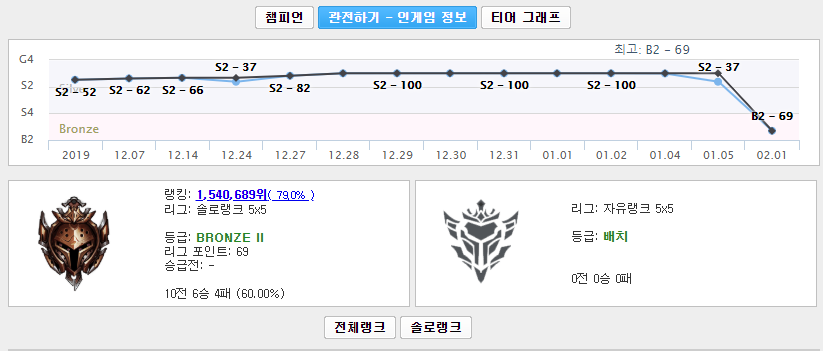 챔피언 관전하기 - 인게임 정보 티어 그래프
최고: B2 - 69
G4
S2
S4
B2
Bronze
S2 - 52
S2 - 62
S2 - 66
S2 - 37
S2 - 82
S2 - 100
S2 - 100
S2 - 100
S2 - 37
B2 - 69
2019 12.07 12.14 12.24 12.27 12.28 12.29 12.30 12.31 01.01 01.02 01.04 01.05 02.01
랭킹: 1,540,689위( 79.0% )
리그: 솔로랭크 5x5
등급: BRONZE II
리그 포인트: 69
승급전: -
10전 6승 4패 (60.00%)
리그: 자유랭크 5x5
등급: 배치
0전 0승 0패
전체랭크 솔로랭크